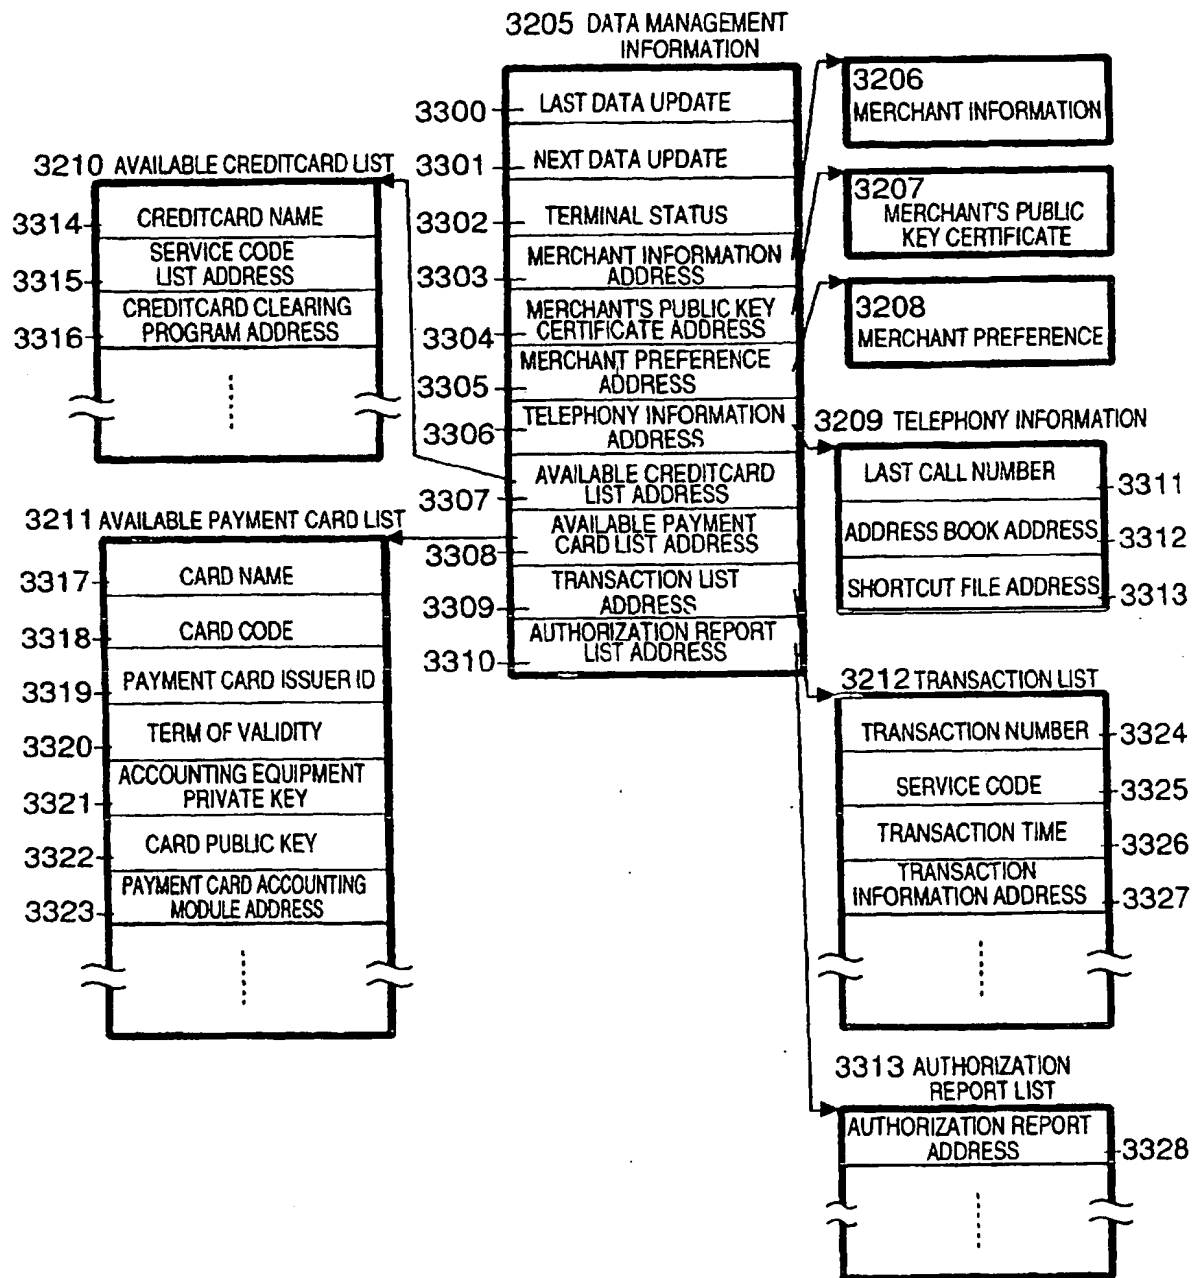 3205 DATA MANAGEMENT
INFORMATION
3300
LAST DATA UPDATE
3301
NEXT DATA UPDATE
3302
TERMINAL STATUS
3303
MERCHANT INFORMATION
ADDRESS
3304
MERCHANT'S PUBLIC KEY
CERTIFICATE ADDRESS
3305
MERCHANT PREFERENCE
ADDRESS
3306
TELEPHONY INFORMATION
ADDRESS
3307
AVAILABLE CREDITCARD
LIST ADDRESS
3308
AVAILABLE PAYMENT
CARD LIST ADDRESS
3309
TRANSACTION LIST
ADDRESS
3310
AUTHORIZATION REPORT
LIST ADDRESS
3210 AVAILABLE CREDITCARD LIST
3314
CREDITCARD NAME
3315
SERVICE CODE
LIST ADDRESS
3316
CREDITCARD CLEARING
PROGRAM ADDRESS
3211 AVAILABLE PAYMENT CARD LIST
3317
CARD NAME
3318
CARD CODE
3319
PAYMENT CARD ISSUER ID
3320
TERM OF VALIDITY
3321
ACCOUNTING EQUIPMENT
PRIVATE KEY
3322
CARD PUBLIC KEY
3323
PAYMENT CARD ACCOUNTING
MODULE ADDRESS
3206
MERCHANT INFORMATION
3207
MERCHANT'S PUBLIC
KEY CERTIFICATE
3208
MERCHANT PREFERENCE
3209 TELEPHONY INFORMATION
LAST CALL NUMBER
3311
ADDRESS BOOK ADDRESS
3312
SHORTCUT FILE ADDRESS
3313
3212 TRANSACTION LIST
TRANSACTION NUMBER
3324
SERVICE CODE
3325
TRANSACTION TIME
3326
TRANSACTION
INFORMATION ADDRESS
3327
3313 AUTHORIZATION
REPORT LIST
AUTHORIZATION REPORT
ADDRESS
3328